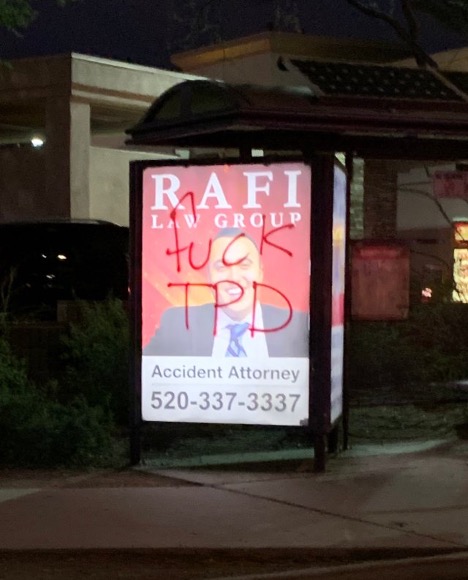 RAFI
LAW GROUP
fuck
TPD
Accident Attorney
520-337-3337